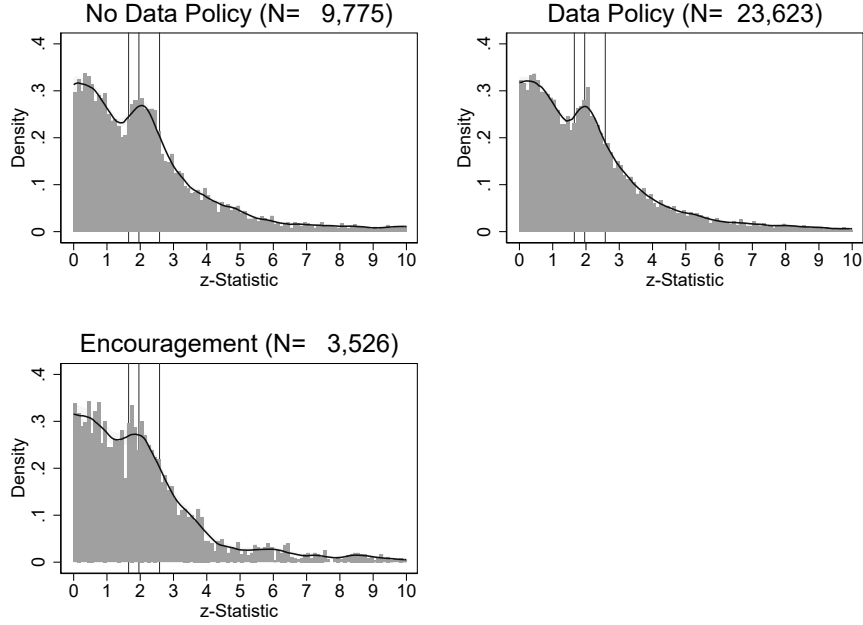 No Data Policy (N= 9,775)
Density
.4
.3
.2
.1
0
0 1 2 3 4 5 6 7 8 9 10
z-Statistic
Data Policy (N= 23,623)
Density
.4
.3
.2
.1
0
0 1 2 3 4 5 6 7 8 9 10
z-Statistic
Encouragement (N= 3,526)
Density
.4
.3
.2
.1
0
0 1 2 3 4 5 6 7 8 9 10
z-Statistic